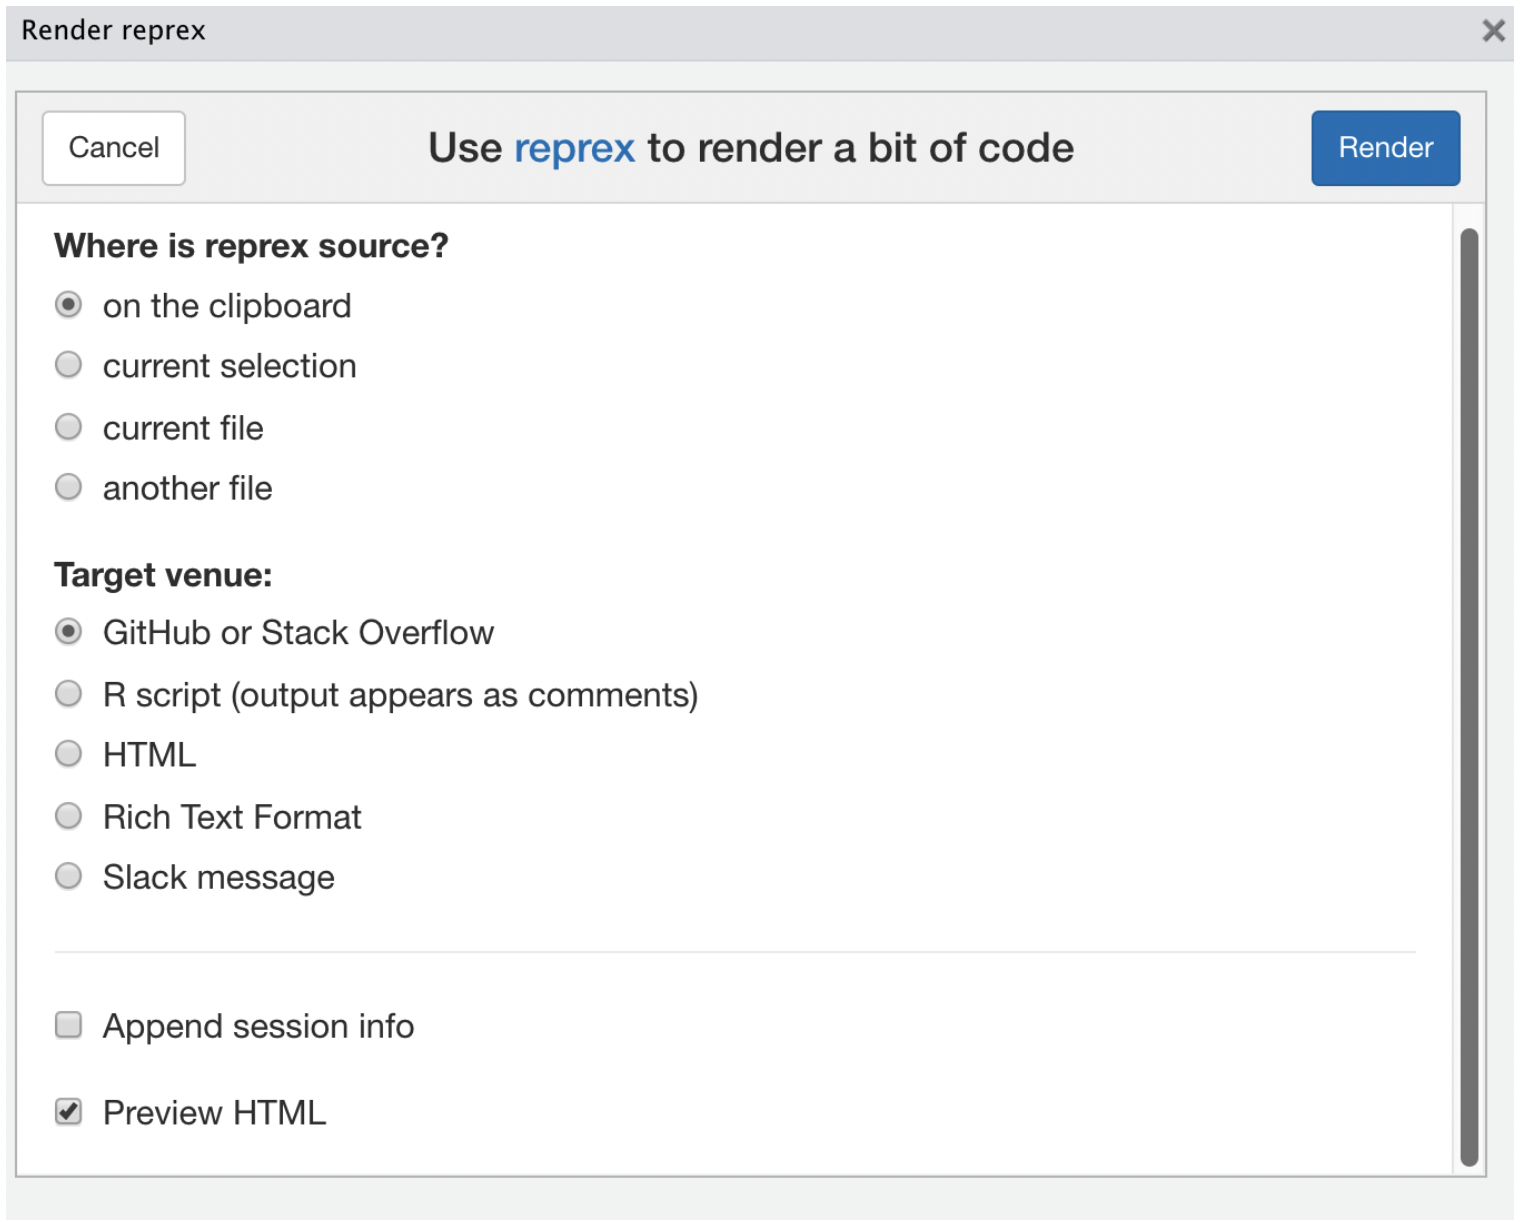 Render reprex
Cancel
Use reprex to render a bit of code
Render
Where is reprex source?
on the clipboard
current selection
current file
another file
Target venue:
GitHub or Stack Overflow
R script (output appears as comments)
HTML
Rich Text Format
Slack message
Append session info
Preview HTML